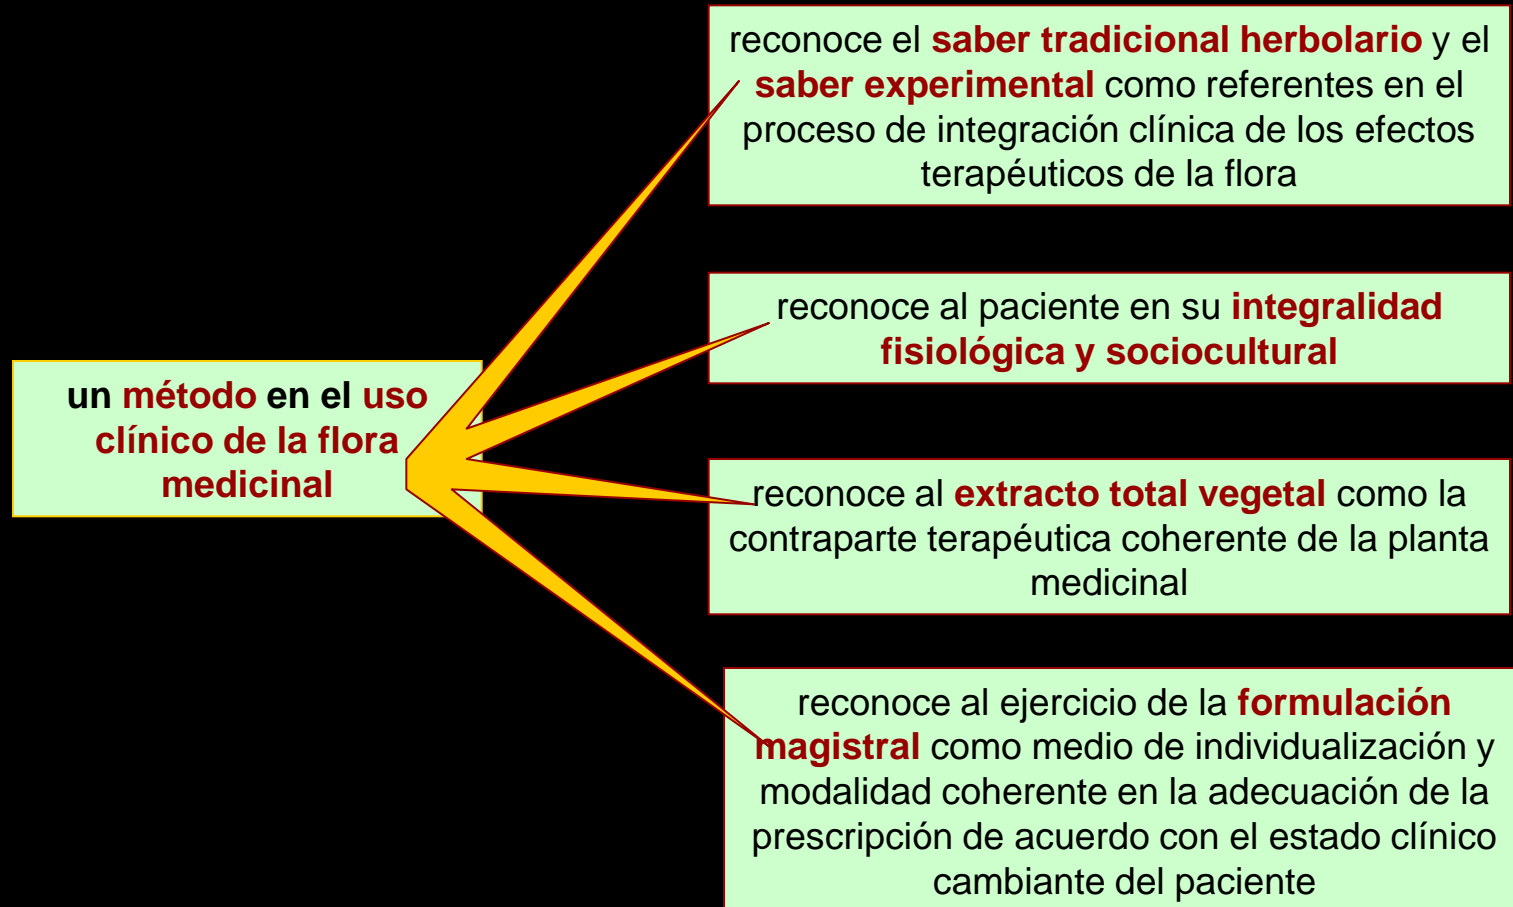 reconoce el saber tradicional herbolario y el
saber experimental como referentes en el
proceso de integración clínica de los efectos
terapéuticos de la flora
reconoce al paciente en su integralidad
fisiológica y sociocultural
un método en el uso
clínico de la flora
medicinal
reconoce al extracto total vegetal como la
contraparte terapéutica coherente de la planta
medicinal
reconoce al ejercicio de la formulación
magistral como medio de individualización y
modalidad coherente en la adecuación de la
prescripción de acuerdo con el estado clínico
cambiante del paciente